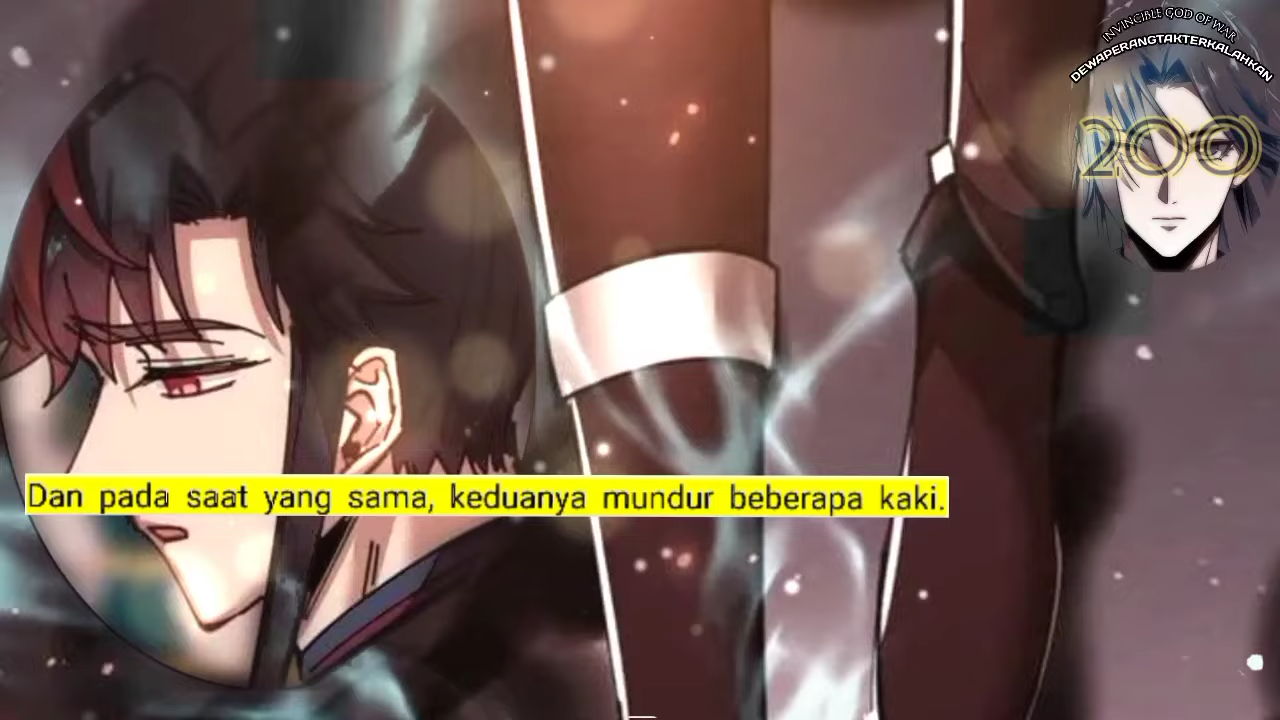 INVINCIBLE GOD OF WAR
DEWAPERANGTAKTERKALAHKAN
200
Dan pada saat yang sama, keduanya mundur beberapa kaki.